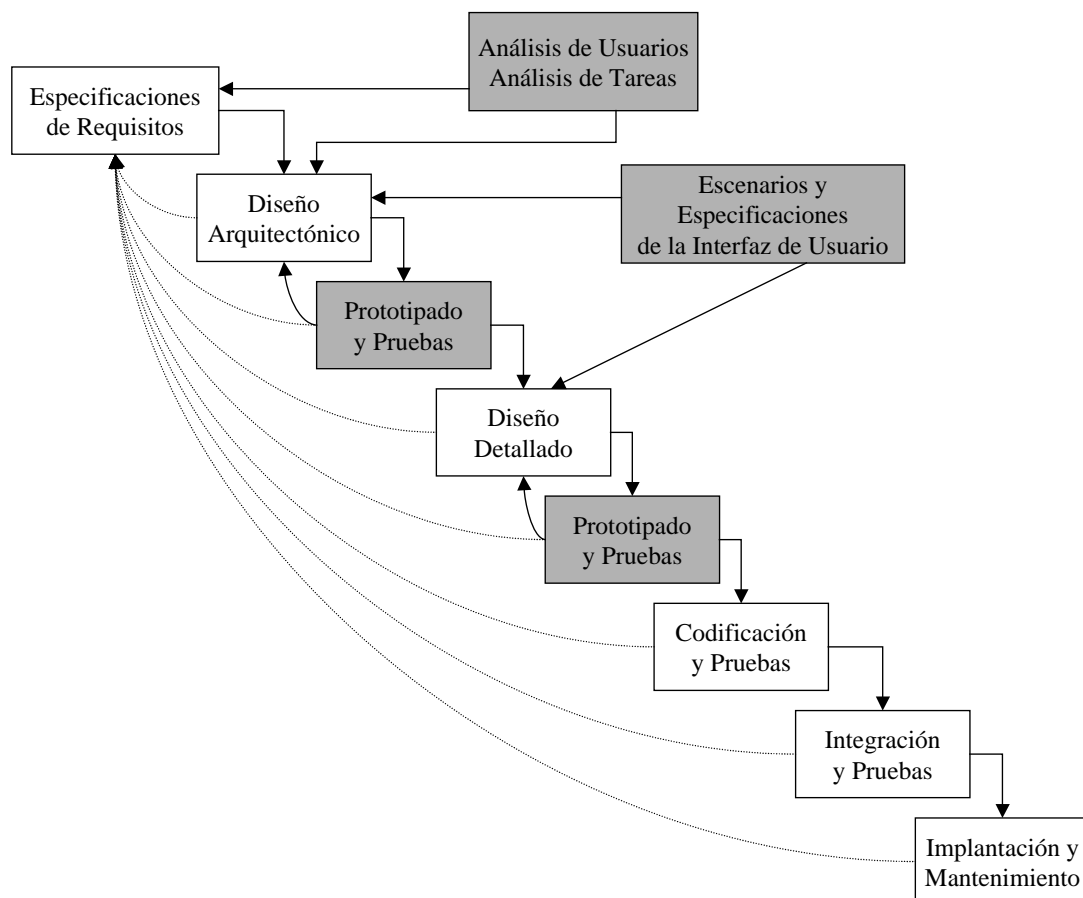 Análisis de Usuarios
Análisis de Tareas
Especificaciones
de Requisitos
Escenarios y
Especificaciones
de la Interfaz de Usuario
Diseño
Arquitectónico
Prototipado
y Pruebas
Diseño
Detallado
Prototipado
y Pruebas
Codificación
y Pruebas
Integración
y Pruebas
Implantación y
Mantenimiento